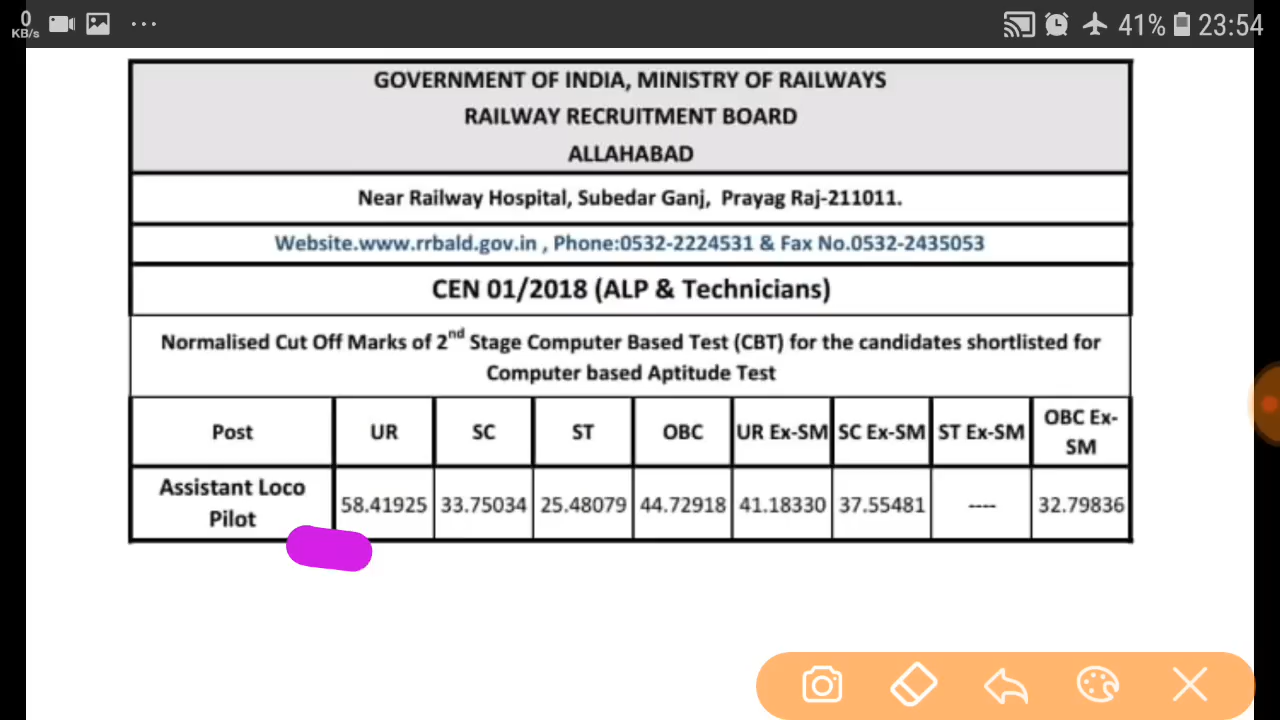 0
KB/s
41% 23:54
GOVERNMENT OF INDIA, MINISTRY OF RAILWAYS
RAILWAY RECRUITMENT BOARD
ALLAHABAD
Near Railway Hospital, Subedar Ganj, Prayag Raj-211011.
Website.www.rrbald.gov.in , Phone:0532-2224531 & Fax No.0532-2435053
CEN 01/2018 (ALP & Technicians)
Normalised Cut Off Marks of 2nd Stage Computer Based Test (CBT) for the candidates shortlisted for
Computer based Aptitude Test
Post UR SC ST OBC UR Ex-SM SC Ex-SM ST Ex-SM OBC Ex-
SM
Assistant Loco
Pilot 58.41925 33.75034 25.48079 44.72918 41.18330 37.55481 ---- 32.79836